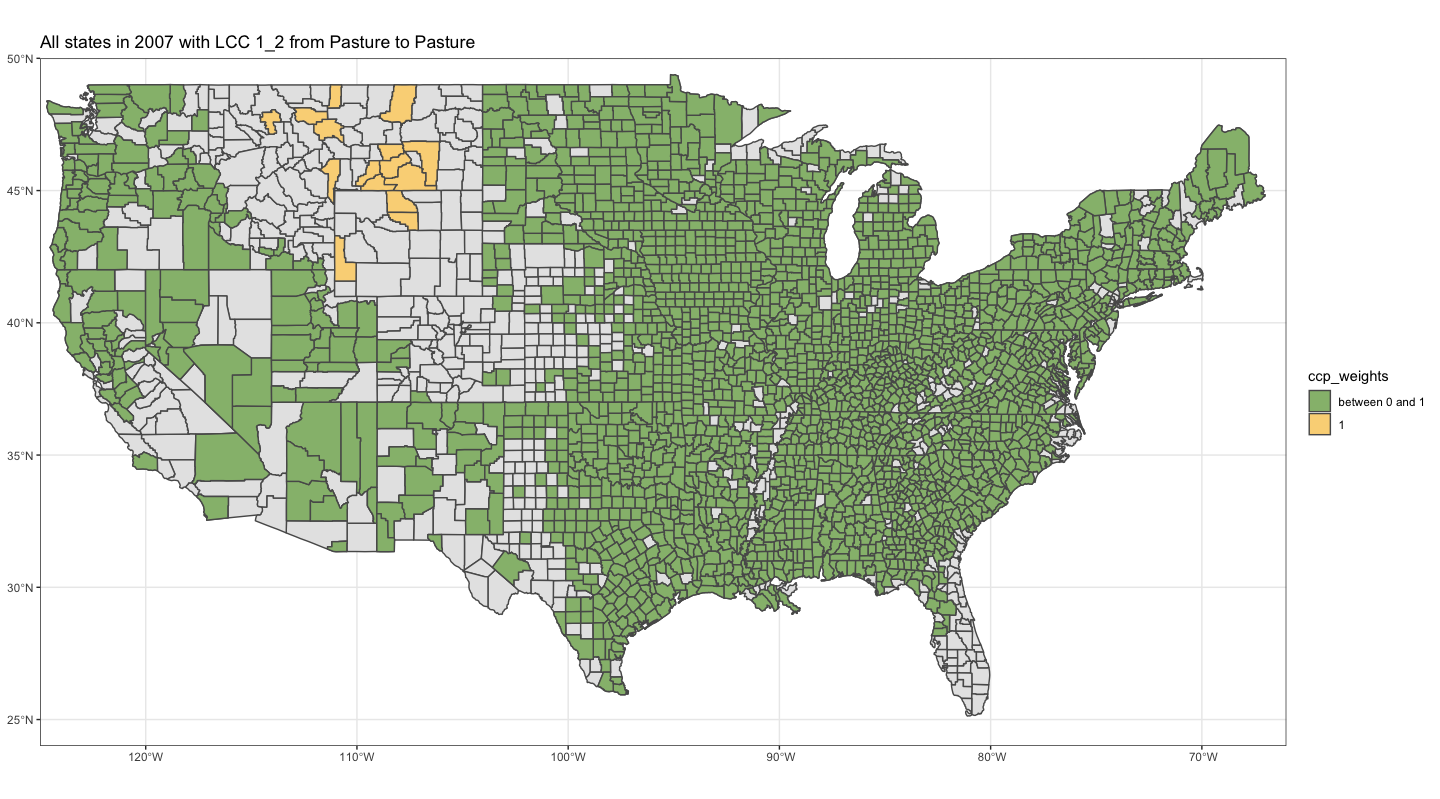 All states in 2007 with LCC 1_2 from Pasture to Pasture
50°N
45°N
40°N
35°N
30°N
25°N
120°W
110°W
100°W
90°W
80°W
70°W
ccp_weights
between 0 and 1
1